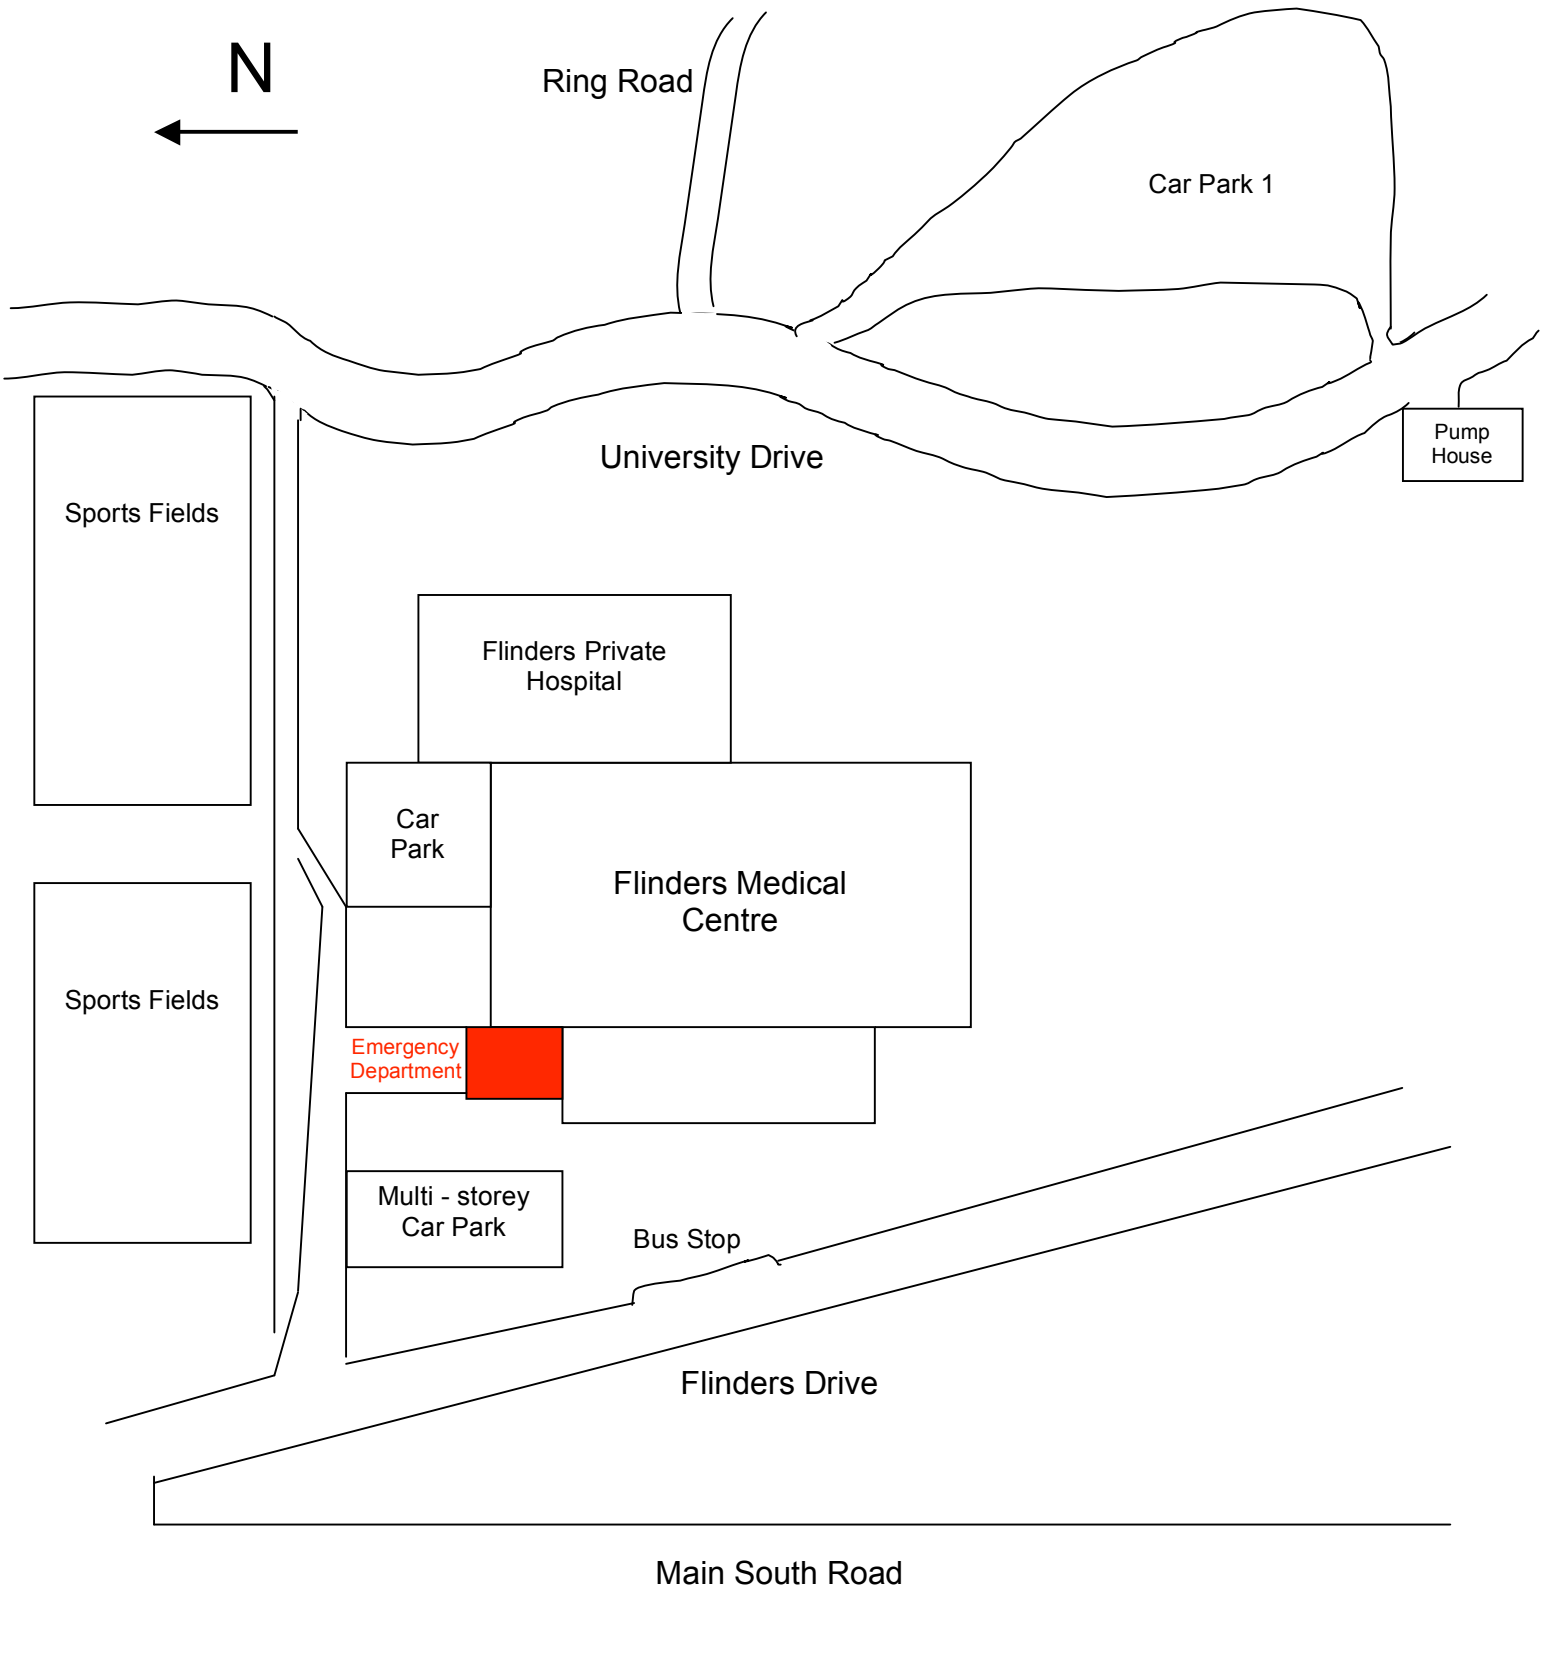 N
Ring Road
Car Park 1
Pump
House
University Drive
Sports Fields
Flinders Private
Hospital
Car
Park
Flinders Medical
Centre
Sports Fields
Emergency
Department
Multi - storey
Car Park
Bus Stop
Flinders Drive
Main South Road